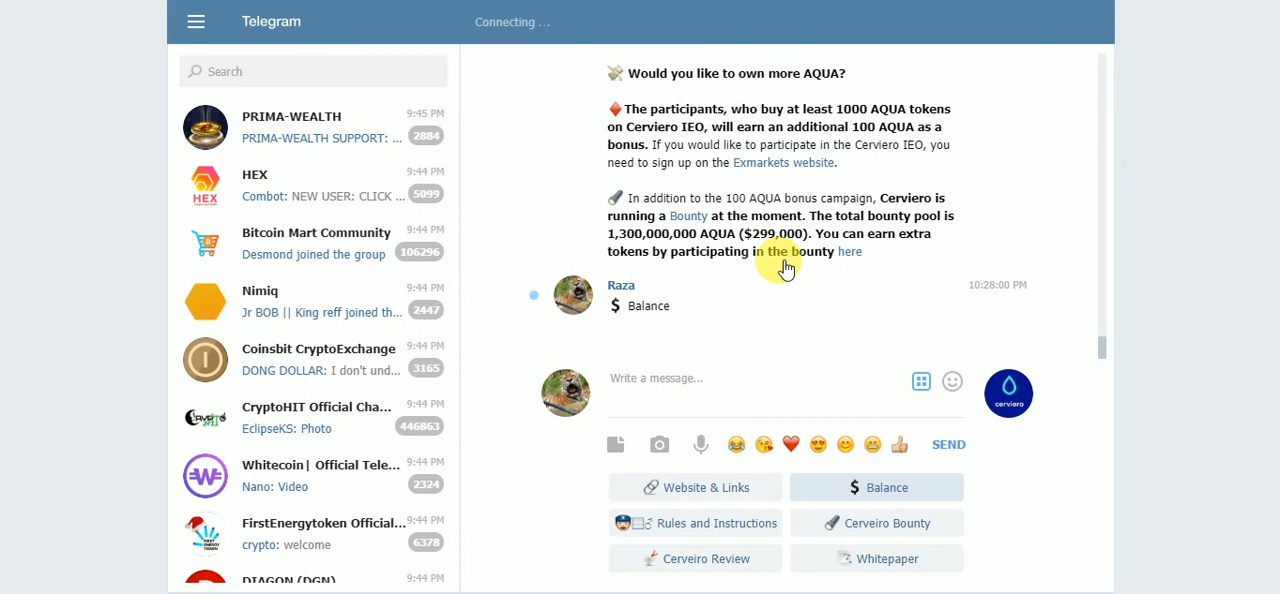 Telegram
Connecting ...
Search
PRIMA-WEALTH 9:45 PM
PRIMA-WEALTH SUPPORT: ... 2884
HEX 9:44 PM
Combot: NEW USER: CLICK ... 5099
HEX
Bitcoin Mart Community 9:44 PM
Desmond joined the group 106296
Nimiq 9:44 PM
Jr BOB || King reff joined th... 2447
Coinsbit CryptoExchange 9:44 PM
DONG DOLLAR: I don't und... 3165
CryptoHIT Official Cha... 9:44 PM
EclipseKS: Photo 446863
Whitecoin| Official Tele... 9:44 PM
Nano: Video 2324
FirstEnergytoken Official... 9:44 PM
crypto: welcome 6378
DIAGON (DGN) 9:44 PM
Would you like to own more AQUA?
The participants, who buy at least 1000 AQUA tokens
on Cerviero IEO, will earn an additional 100 AQUA as a
bonus. If you would like to participate in the Cerviero IEO, you
need to sign up on the Exmarkets website.
In addition to the 100 AQUA bonus campaign, Cerviero is
running a Bounty at the moment. The total bounty pool is
1,300,000,000 AQUA ($299,000). You can earn extra
tokens by participating in the bounty here
Raza 10:28:00 PM
$ Balance
Write a message...
cerviero
SEND
Website & Links
$ Balance
Rules and Instructions
Cerveiro Bounty
Cerveiro Review
Whitepaper